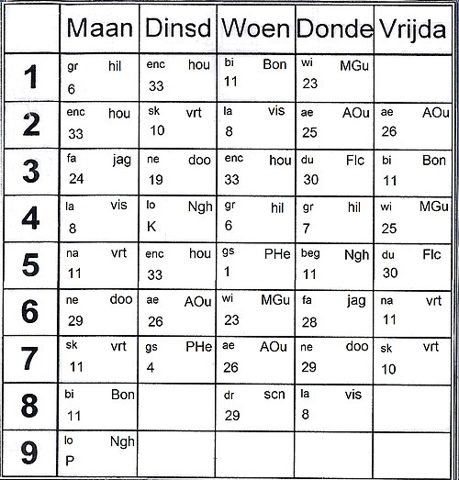 Maan Dinsd Woen Donde Vrijda
1 gr hil enc hou bi Bon wi MGu
6 33 11 23
2 enc hou sk vrt la vis ae AOu ae AOu
33 10 8 25 26
3 fa jag ne doo enc hou du Flc bi Bon
24 19 33 30 11
4 la vis lo Ngh gr hil gr hil wi MGu
8 K 6 7 25
5 na vrt enc hou gs PHe beg Ngh du Flc
11 33 1 11 30
6 ne doo ae AOu wi MGu fa jag na vrt
29 26 23 28 11
7 sk vrt gs PHe ae AOu ne doo sk vrt
11 4 26 29 10
8 bi Bon dr scn la vis
11 29 8
9 lo Ngh
P